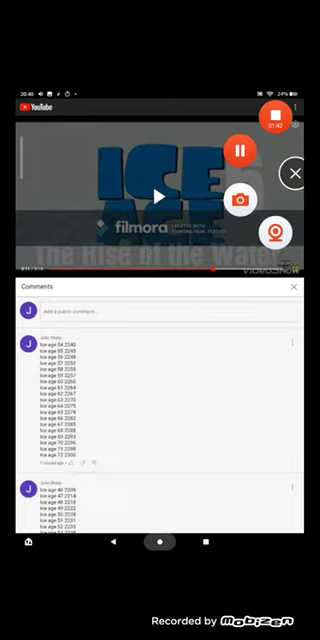 20:40
24%
YouTube
01:42
ICE AGE 6
filmora
CREATED WITH
The Rise of the Water
VideoShow
Comments
J
Add a public comment...
J
Julie Sharp
Ice age 54 2240
Ice age 55 2245
Ice age 56 2248
Ice age 57 2252
Ice age 58 2255
Ice age 59 2257
Ice age 60 2260
Ice age 61 2264
Ice age 62 2267
Ice age 63 2270
Ice age 64 2275
Ice age 65 2278
Ice age 66 2282
Ice age 67 2285
Ice age 68 2288
Ice age 69 2293
Ice age 70 2296
Ice age 71 2298
Ice age 72 2300
1 second ago
J
Julie Sharp
Ice age 46 2209
Ice age 47 2214
Ice age 48 2218
Ice age 49 2222
Ice age 50 2228
Ice age 51 2231
Ice age 52 2235
Recorded by mobizen